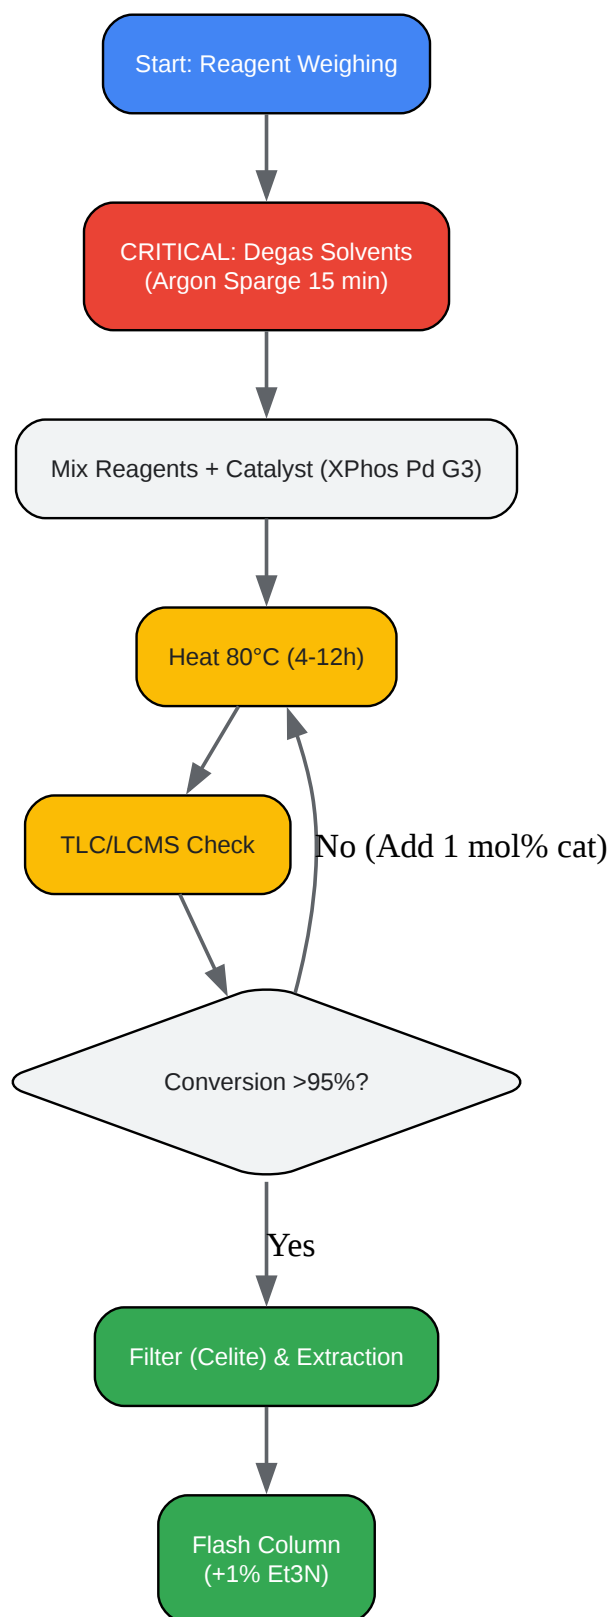 Start: Reagent Weighing
CRITICAL: Degas Solvents
(Argon Sparge 15 min)
Mix Reagents + Catalyst (XPhos Pd G3)
Heat 80°C (4-12h)
TLC/LCMS Check
No (Add 1 mol% cat)
Conversion >95%?
Yes
Filter (Celite) & Extraction
Flash Column
(+1% Et3N)